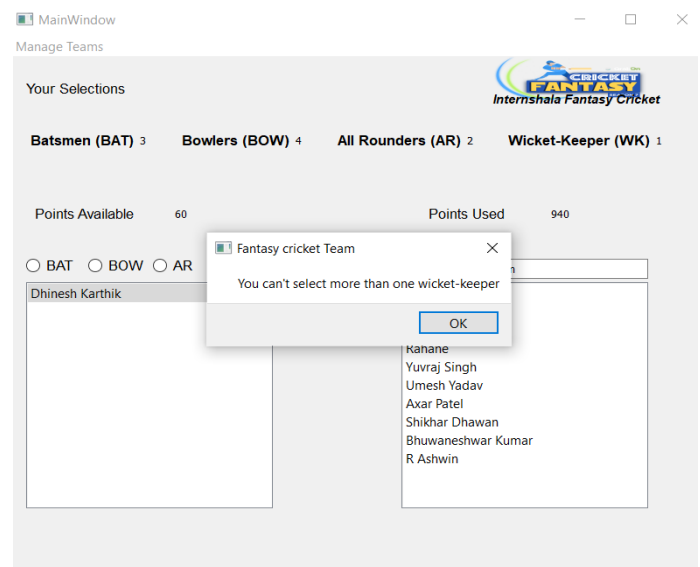 MainWindow
Manage Teams
Your Selections
CRICKET
FANTASY
Internshala Fantasy Cricket
Batsmen (BAT) 3 Bowlers (BOW) 4 All Rounders (AR) 2 Wicket-Keeper (WK) 1
Points Available 60 Points Used 940
BAT BOW AR
Fantasy cricket Team
You can't select more than one wicket-keeper
OK
Dhinesh Karthik
Rahane
Yuvraj Singh
Umesh Yadav
Axar Patel
Shikhar Dhawan
Bhuwaneshwar Kumar
R Ashwin